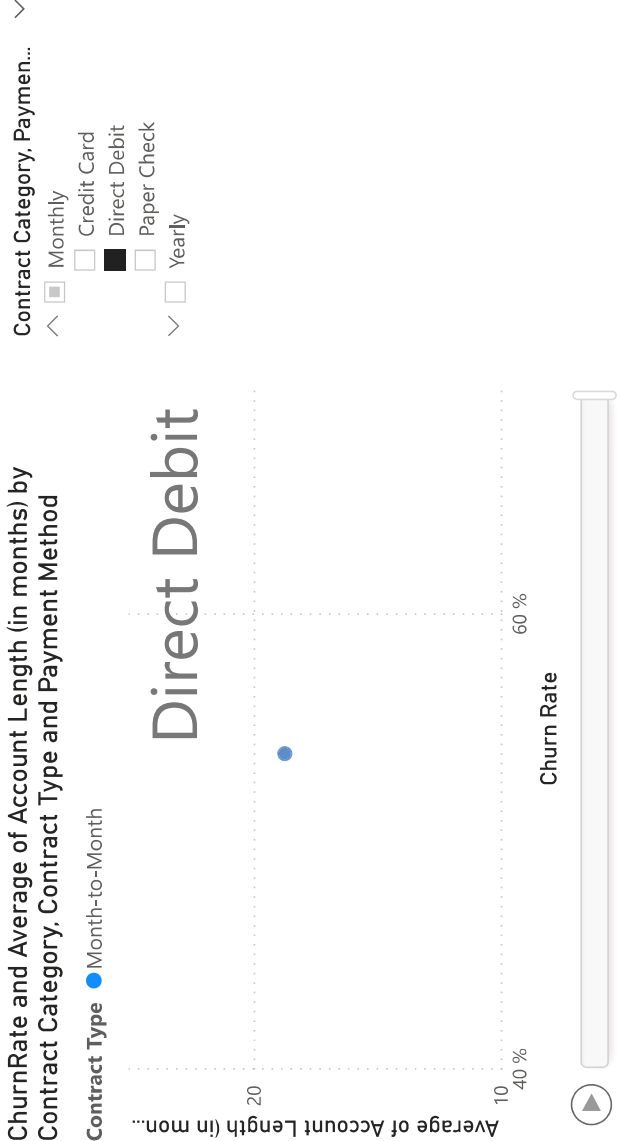 ChurnRate and Average of Account Length (in months) by
Contract Category, Contract Type and Payment Method
Contract Type Month-to-Month
Direct Debit
Average of Account Length (in mon...
20
10
40 %
60 %
Churn Rate
Contract Category, Paymen...
Monthly
Credit Card
Direct Debit
Paper Check
Yearly